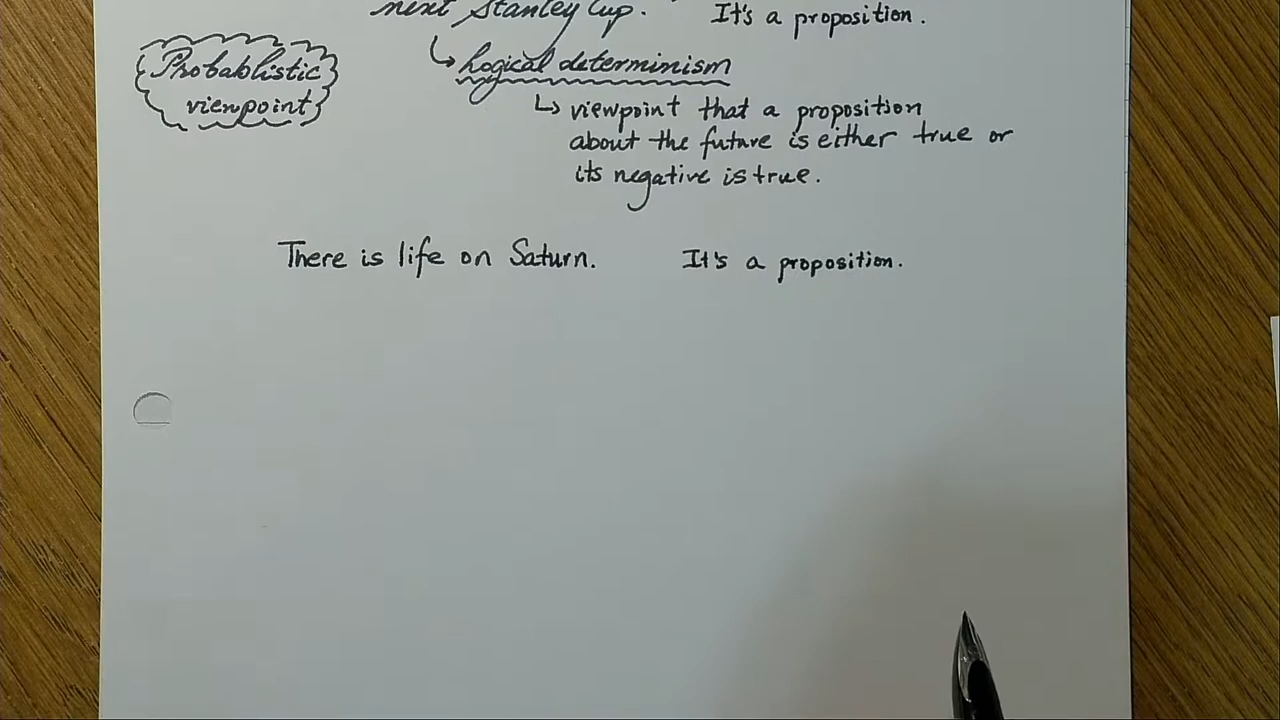 next Stanley Cup. It's a proposition.
Probablistic
viewpoint
↳ Logical determinism
↳ viewpoint that a proposition
about the future is either true or
its negative is true.
There is life on Saturn. It's a proposition.